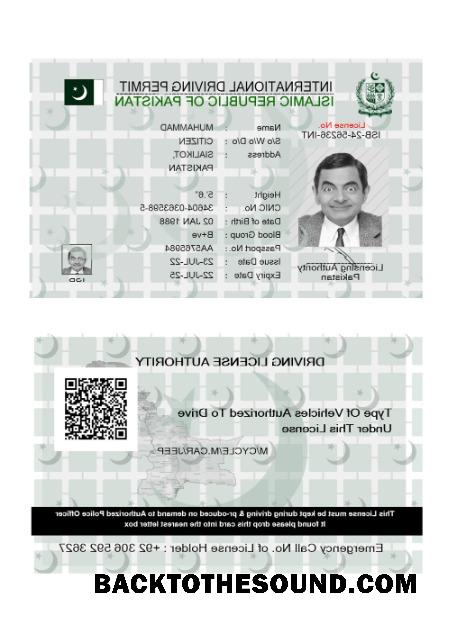 INTERNATIONAL DRIVING PERMIT
ISLAMIC REPUBLIC OF PAKISTAN
License No.
ISB-24-56236-INT
Name : MUHAMMAD
S/o W/o D/o : CITIZEN
Address : SIALKOT,
PAKISTAN
Height : 5'.6"
CNIC No : 34604-0363598-5
Date of Birth : 02 JAN 1988
Blood Group : B+ve
Passport No. : AA5765984
Issue Date : 23-JUL-22
Expiry Date : 22-JUL-25
Licensing Authority
Pakistan
DRIVING LICENSE AUTHORITY
Type Of Vehicles Authorized To Drive
Under This License
M/CYCLE/M.CAR/JEEP
This License must be kept during driving & produced on demand to Authorized Police Officer
It found please drop this card into the nearest letter box
Emergency Call No. of License Holder : +92 306 592 3627
BACKTOTHESOUND.COM